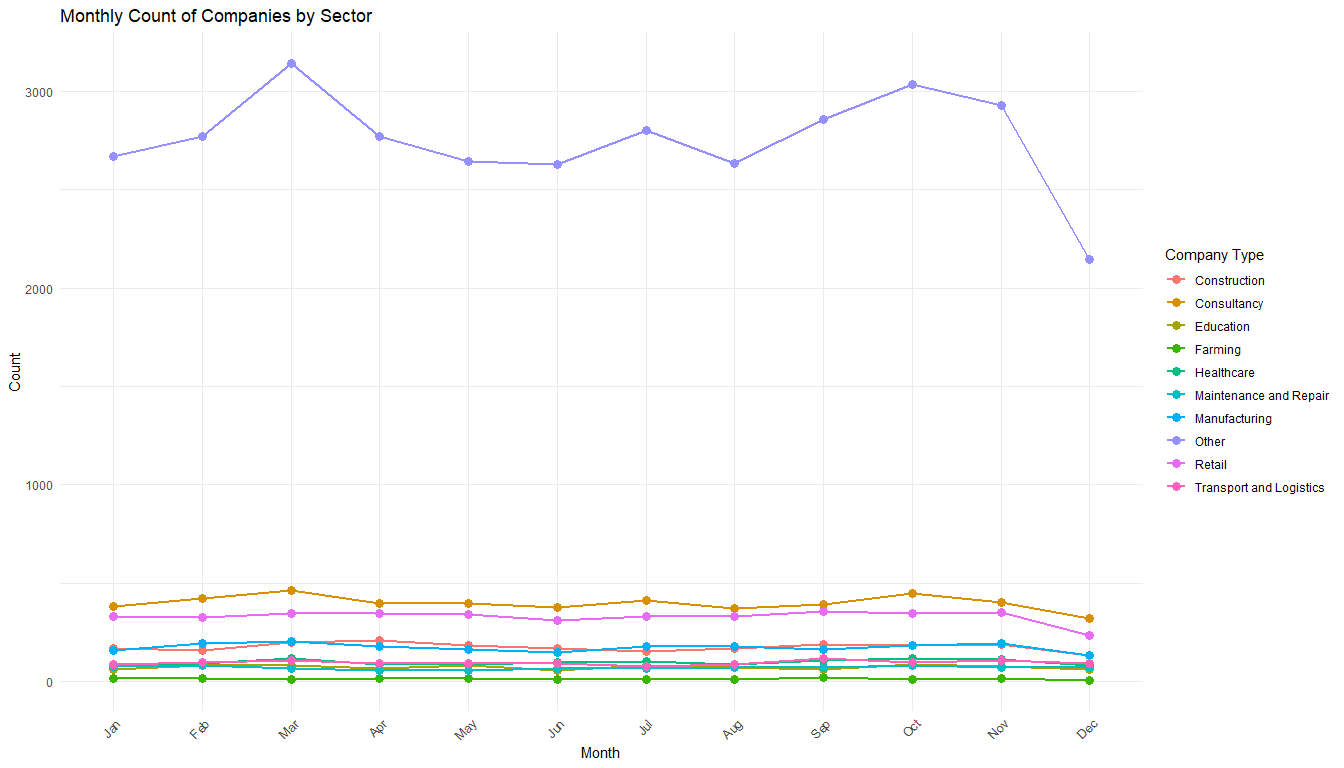 Monthly Count of Companies by Sector
3000
2000
1000
0
Count
Jan
Feb
Mar
Apr
May
Jun
Jul
Aug
Sep
Oct
Nov
Dec
Month
Company Type
Construction
Consultancy
Education
Farming
Healthcare
Maintenance and Repair
Manufacturing
Other
Retail
Transport and Logistics